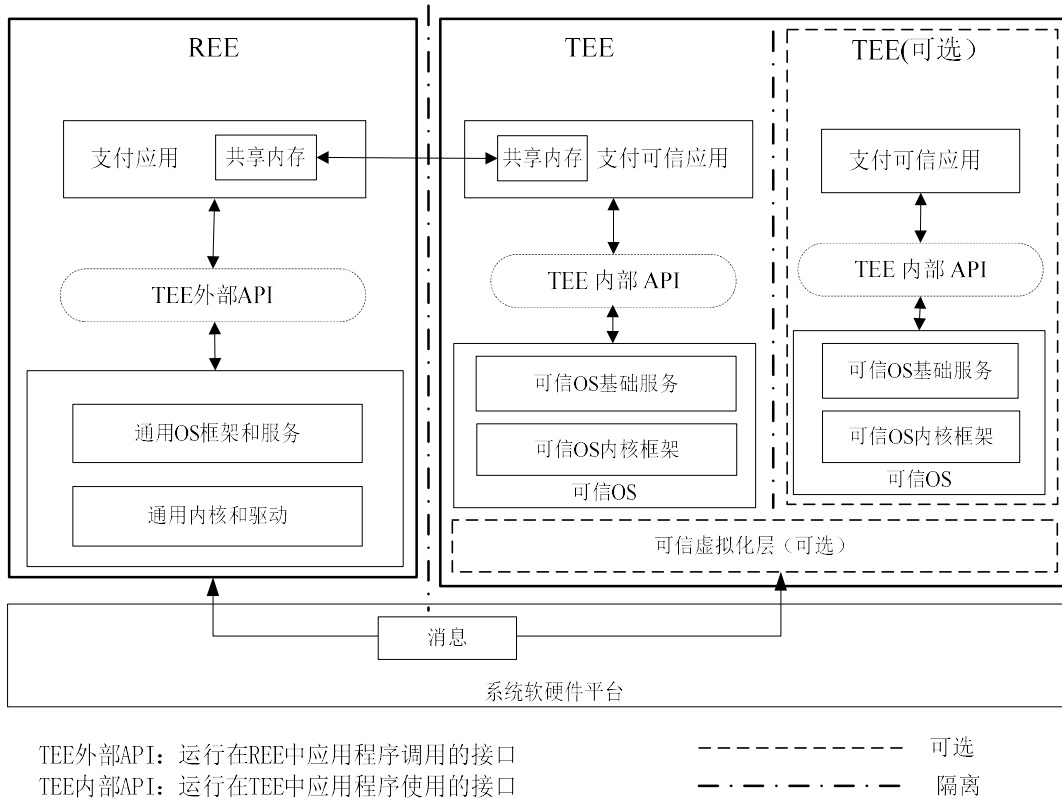 REE
TEE
TEE(可选）
支付应用
共享内存
共享内存
支付可信应用
支付可信应用
TEE外部API
TEE 内部 API
TEE 内部 API
通用OS框架和服务
通用内核和驱动
可信OS基础服务
可信OS内核框架
可信OS
可信OS基础服务
可信OS内核框架
可信OS
可信虚拟化层（可选）
消息
系统软硬件平台
TEE外部API：运行在REE中应用程序调用的接口
TEE内部API：运行在TEE中应用程序使用的接口
可选
隔离